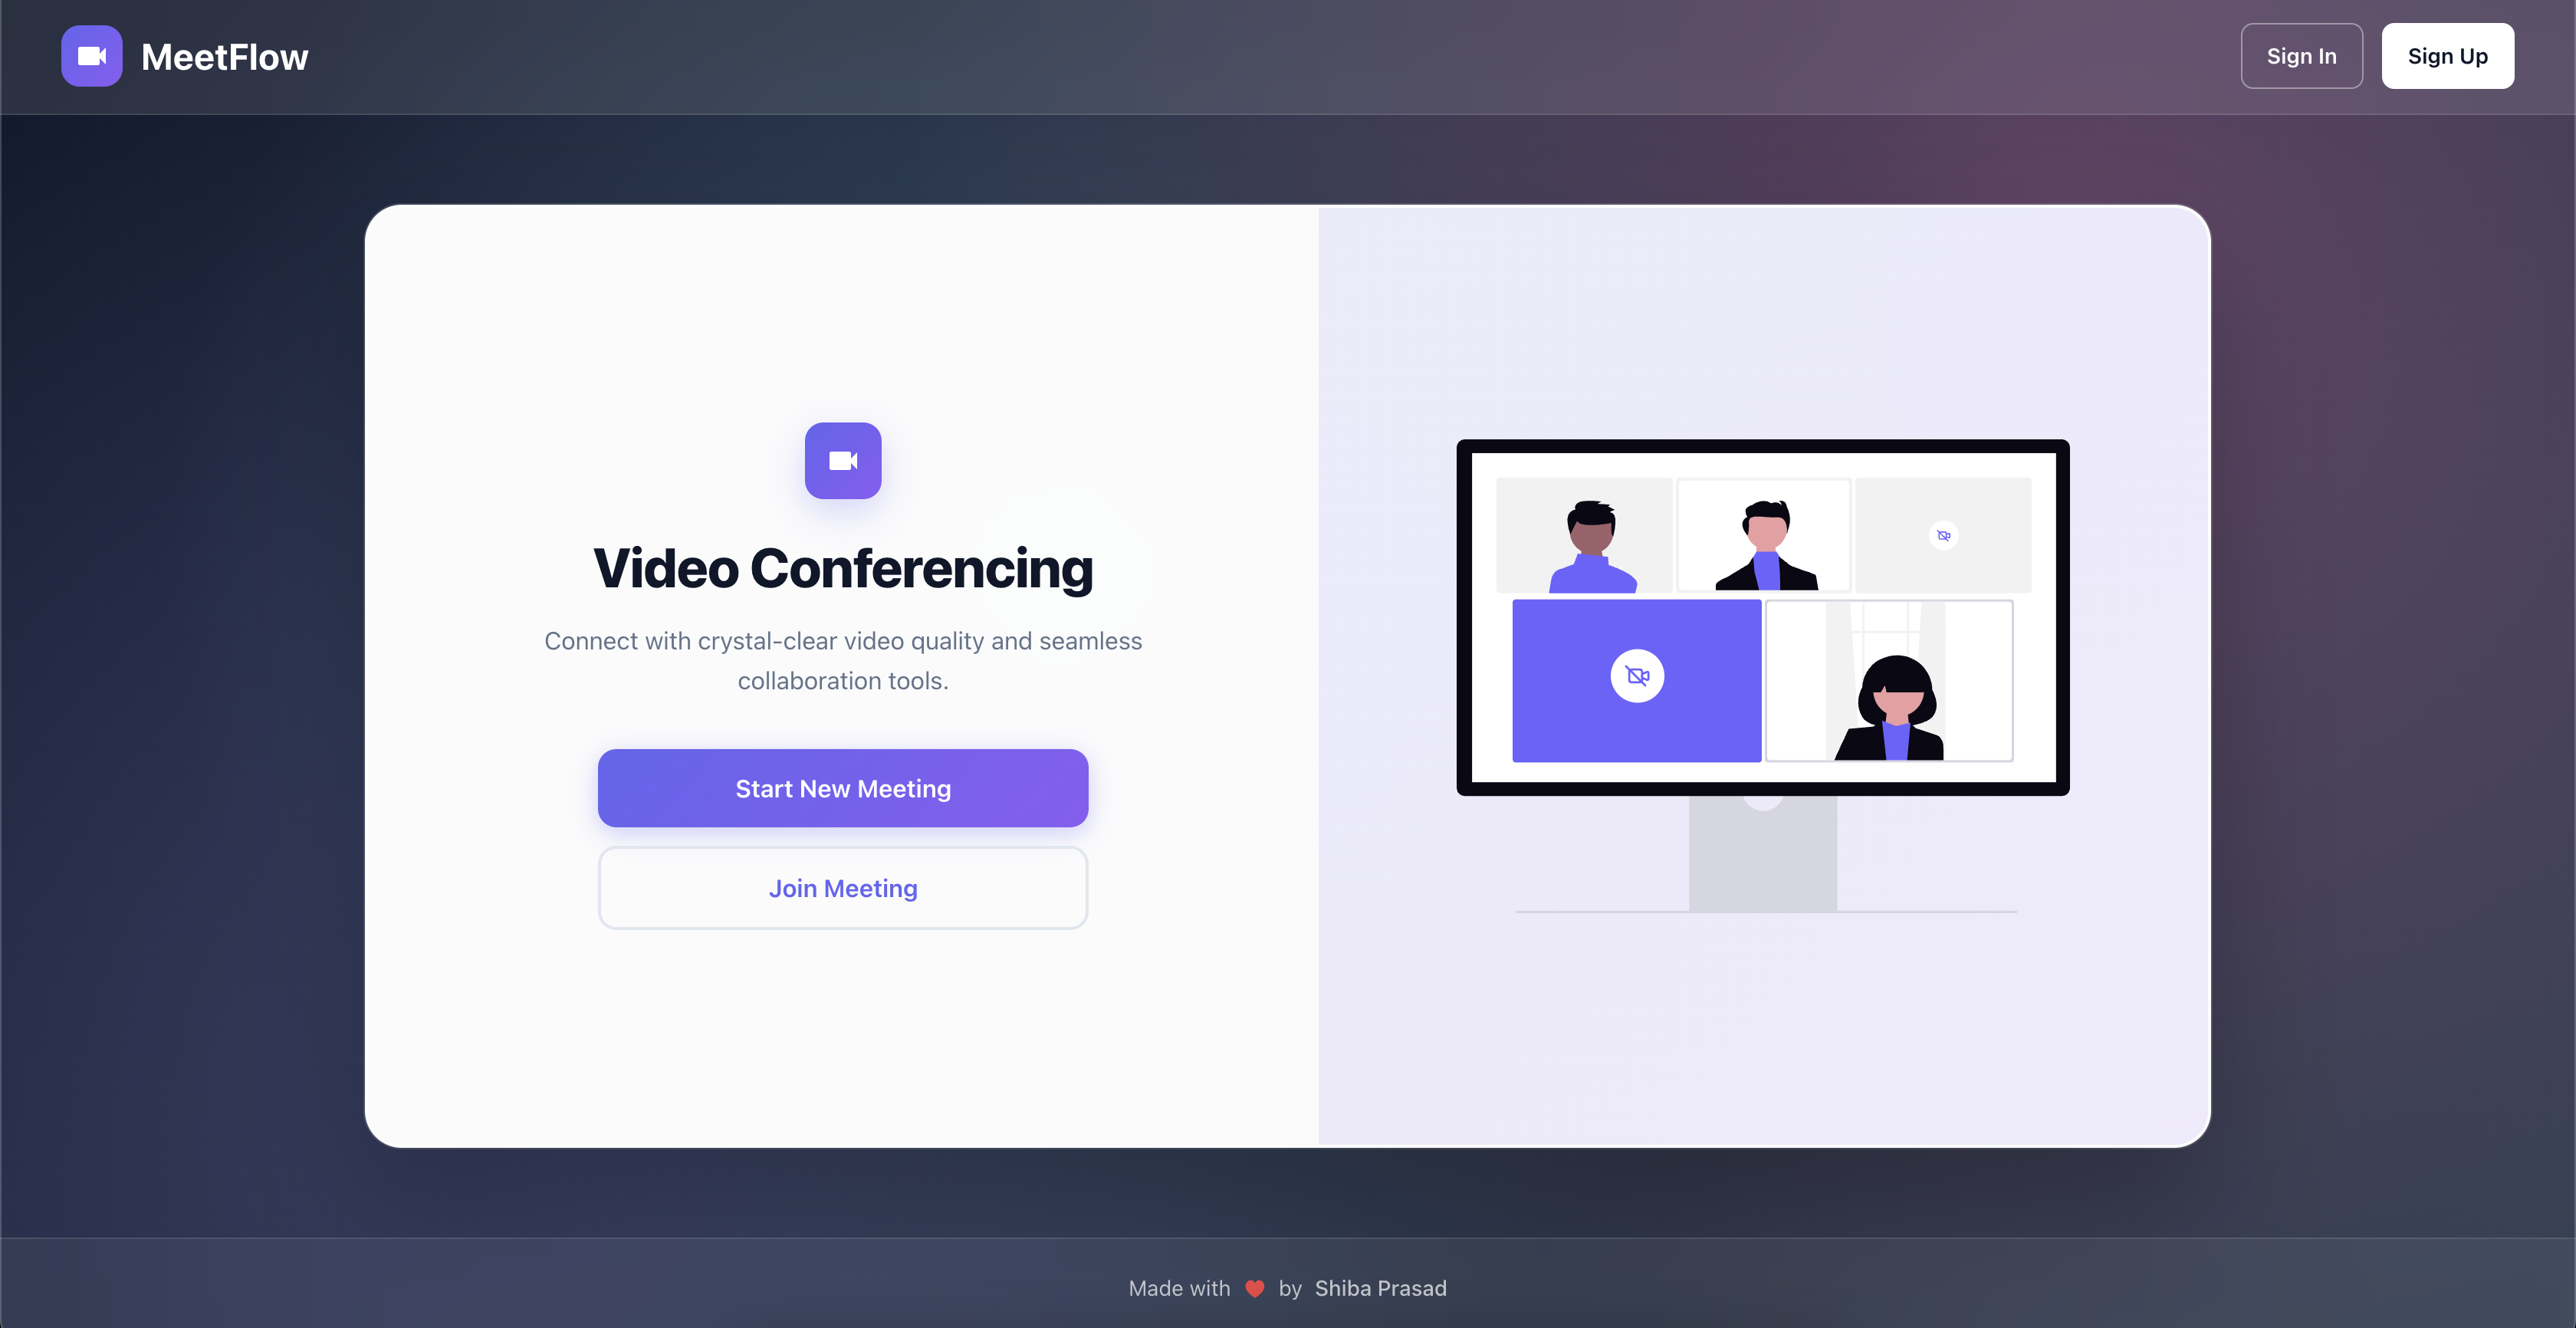 MeetFlow
Sign In
Sign Up
Video Conferencing
Connect with crystal-clear video quality and seamless
collaboration tools.
Start New Meeting
Join Meeting
Made with ❤️ by Shiba Prasad